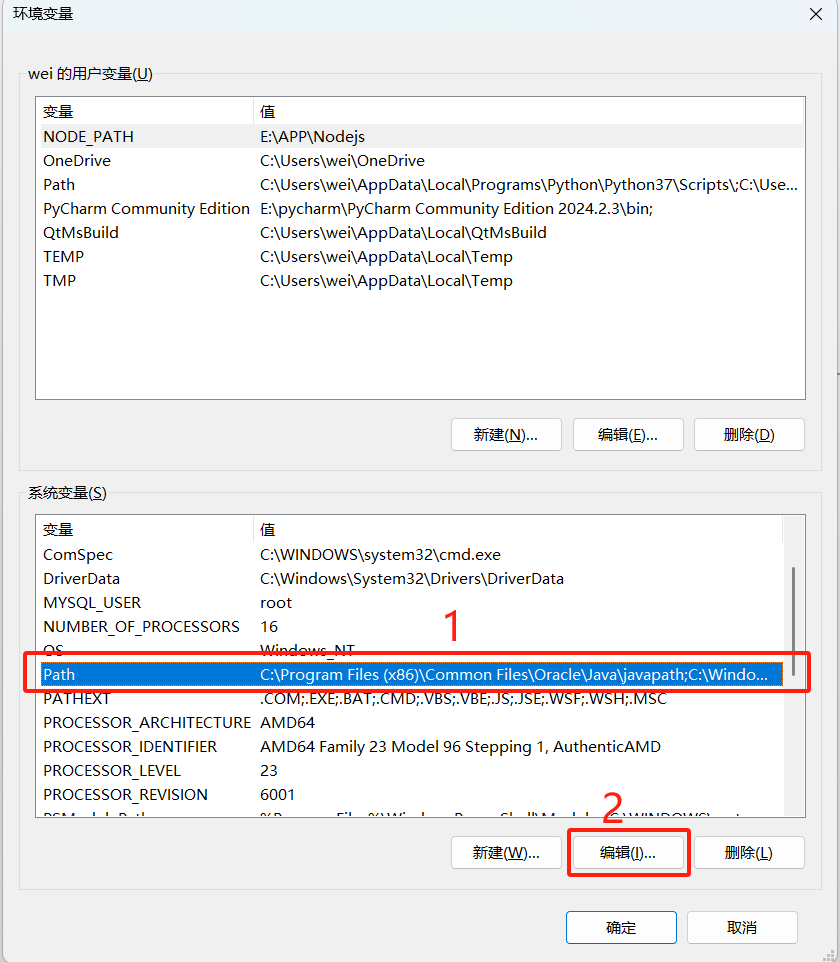 环境变量
wei 的用户变量(U)
变量 值
NODE_PATH E:\APP\Nodejs
OneDrive C:\Users\wei\OneDrive
Path C:\Users\wei\AppData\Local\Programs\Python\Python37\Scripts\;C:\Use...
PyCharm Community Edition E:\pycharm\PyCharm Community Edition 2024.2.3\bin;
QtMsBuild C:\Users\wei\AppData\Local\QtMsBuild
TEMP C:\Users\wei\AppData\Local\Temp
TMP C:\Users\wei\AppData\Local\Temp
新建(N)... 编辑(E)... 删除(D)
系统变量(S)
变量 值
ComSpec C:\WINDOWS\system32\cmd.exe
DriverData C:\Windows\System32\Drivers\DriverData
MYSQL_USER root
NUMBER_OF_PROCESSORS 16
1
OS Windows_NT
Path C:\Program Files (x86)\Common Files\Oracle\Java\javapath;C:\Windo...
PATHEXT .COM;.EXE;.BAT;.CMD;.VBS;.VBE;.JS;.JSE;.WSF;.WSH;.MSC
PROCESSOR_ARCHITECTURE AMD64
PROCESSOR_IDENTIFIER AMD64 Family 23 Model 96 Stepping 1, AuthenticAMD
PROCESSOR_LEVEL 23
PROCESSOR_REVISION 6001
2
新建(W)... 编辑(I)... 删除(L)
确定 取消